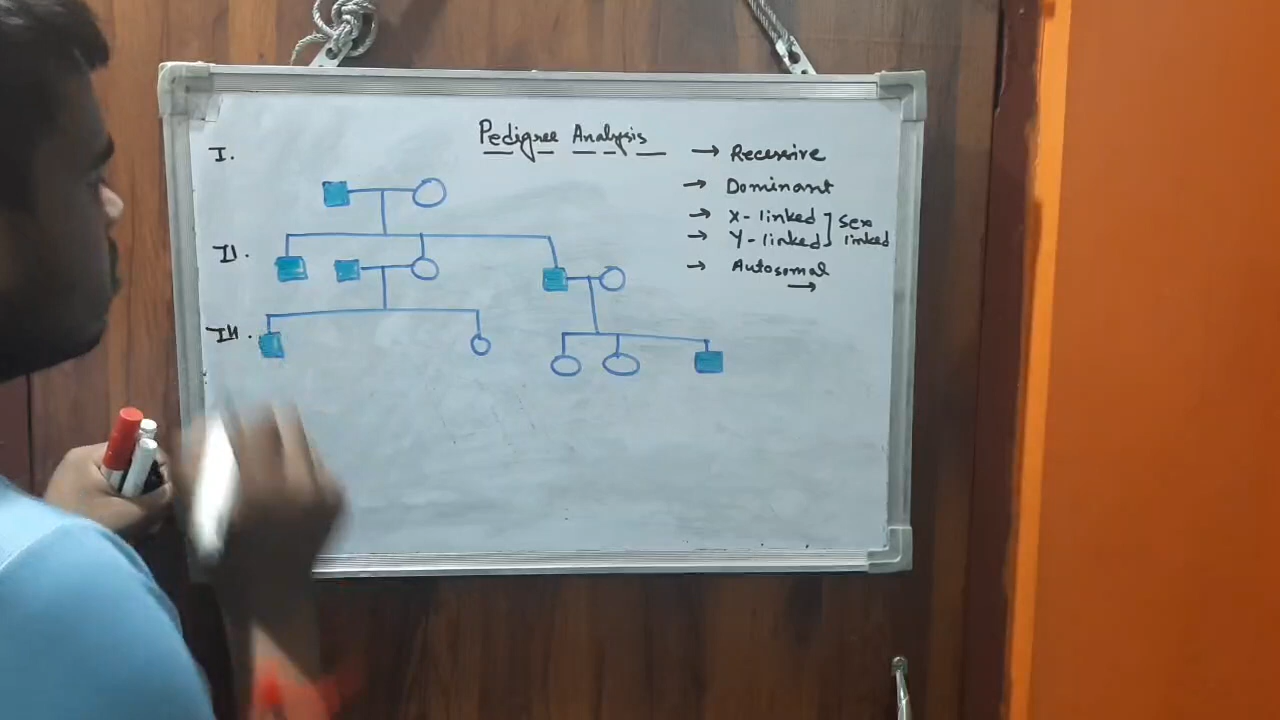 Pedigree Analysis
I.
II.
III.
→ Recessive
→ Dominant
→ X-linked
→ Y-linked
] Sex linked
→ Autosomal